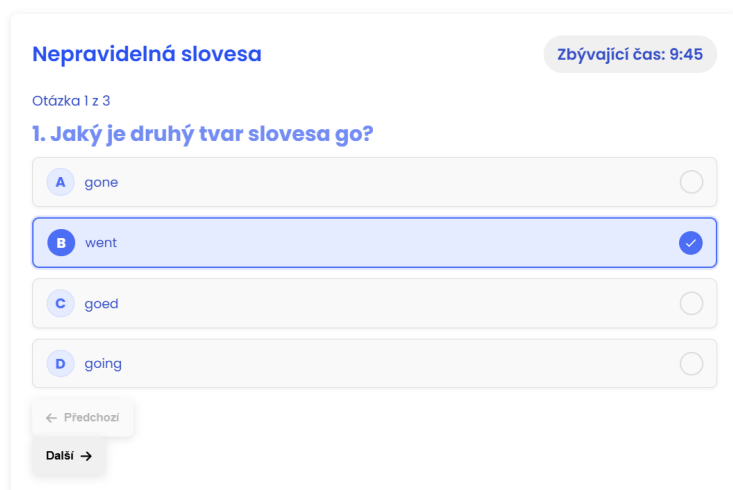 Nepravidelná slovesa
Zbývající čas: 9:45
Otázka 1 z 3
1. Jaký je druhý tvar slovesa go?
A gone
B went
C goed
D going
← Předchozí
Další →